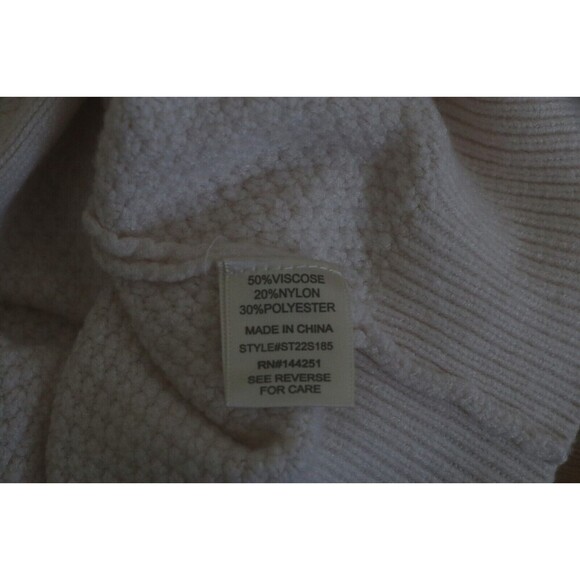 50%VISCOSE
20%NYLON
30%POLYESTER
MADE IN CHINA
STYLE#ST22S185
RN#144251
SEE REVERSE
FOR CARE